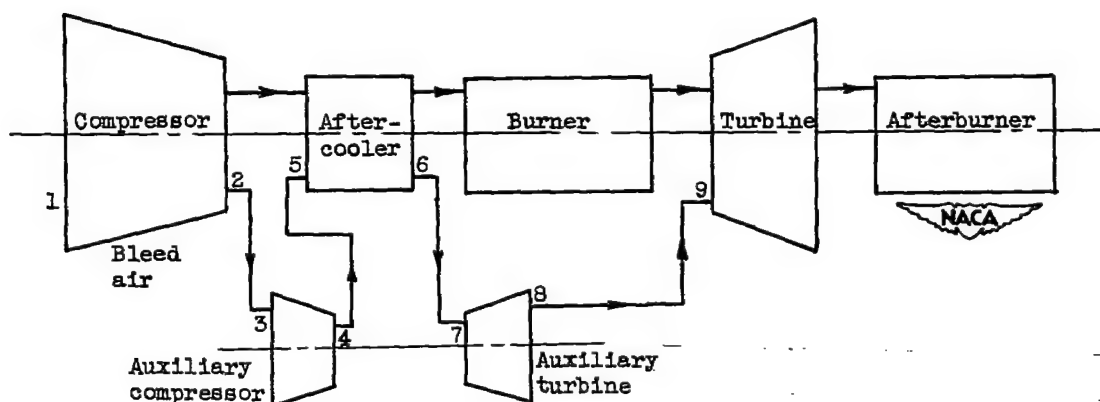 Compressor
After-
cooler
Burner
Turbine
Afterburner
5
6
1
2
9
NACA
Bleed
air
8
3
4
7
Auxiliary
compressor
Auxiliary
turbine